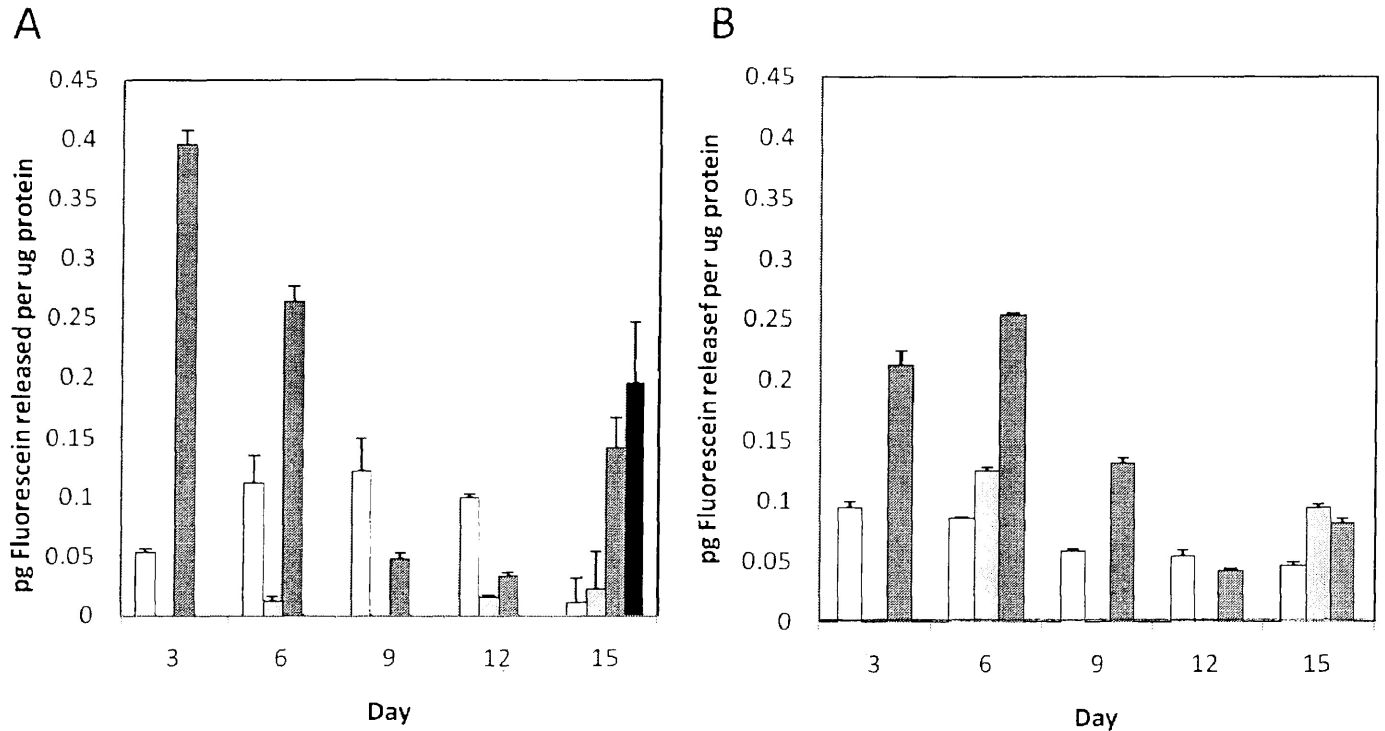 A
pg Fluorescein released per ug protein
0.45
0.4
0.35
0.3
0.25
0.2
0.15
0.1
0.05
0
3 6 9 12 15
Day
B
pg Fluorescein releasef per ug protein
0.45
0.4
0.35
0.3
0.25
0.2
0.15
0.1
0.05
0
3 6 9 12 15
Day